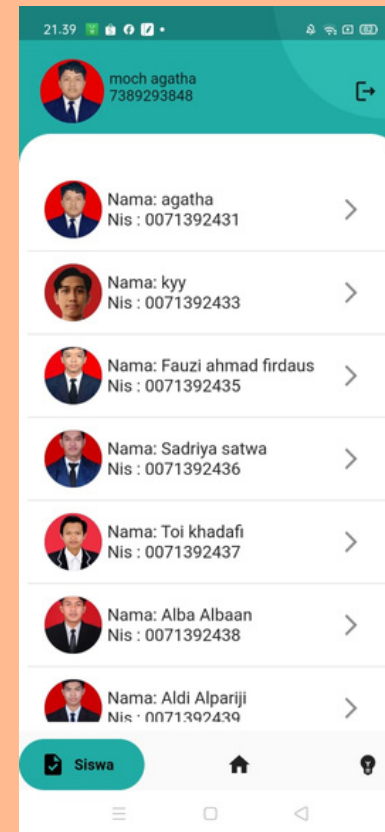 21.39
moch agatha
7389293848
Nama: agatha
Nis : 0071392431
Nama: kyy
Nis : 0071392433
Nama: Fauzi ahmad firdaus
Nis : 0071392435
Nama: Sadriya satwa
Nis : 0071392436
Nama: Toi khadafi
Nis : 0071392437
Nama: Alba Albaan
Nis : 0071392438
Nama: Aldi Alpariji
Nis : 0071392439
Siswa